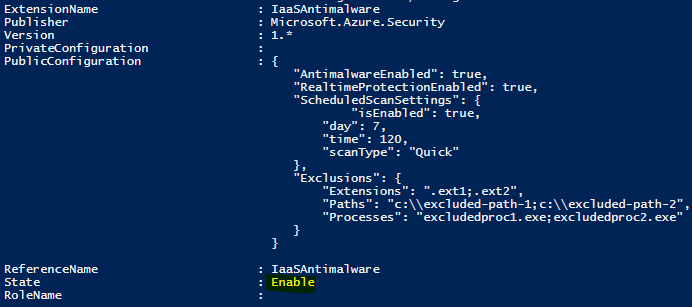 ExtensionName : IaaSAntimalware
Publisher : Microsoft.Azure.Security
Version : 1.*
PrivateConfiguration :
PublicConfiguration : {
"AntimalwareEnabled": true,
"RealtimeProtectionEnabled": true,
"ScheduledScanSettings": {
"isEnabled": true,
"day": 7,
"time": 120,
"scanType": "Quick"
},
"Exclusions": {
"Extensions": ".ext1;.ext2",
"Paths": "c:\\excluded-path-1;c:\\excluded-path-2",
"Processes": "excludedproc1.exe;excludedproc2.exe"
}
}
ReferenceName : IaaSAntimalware
State : Enable
RoleName :